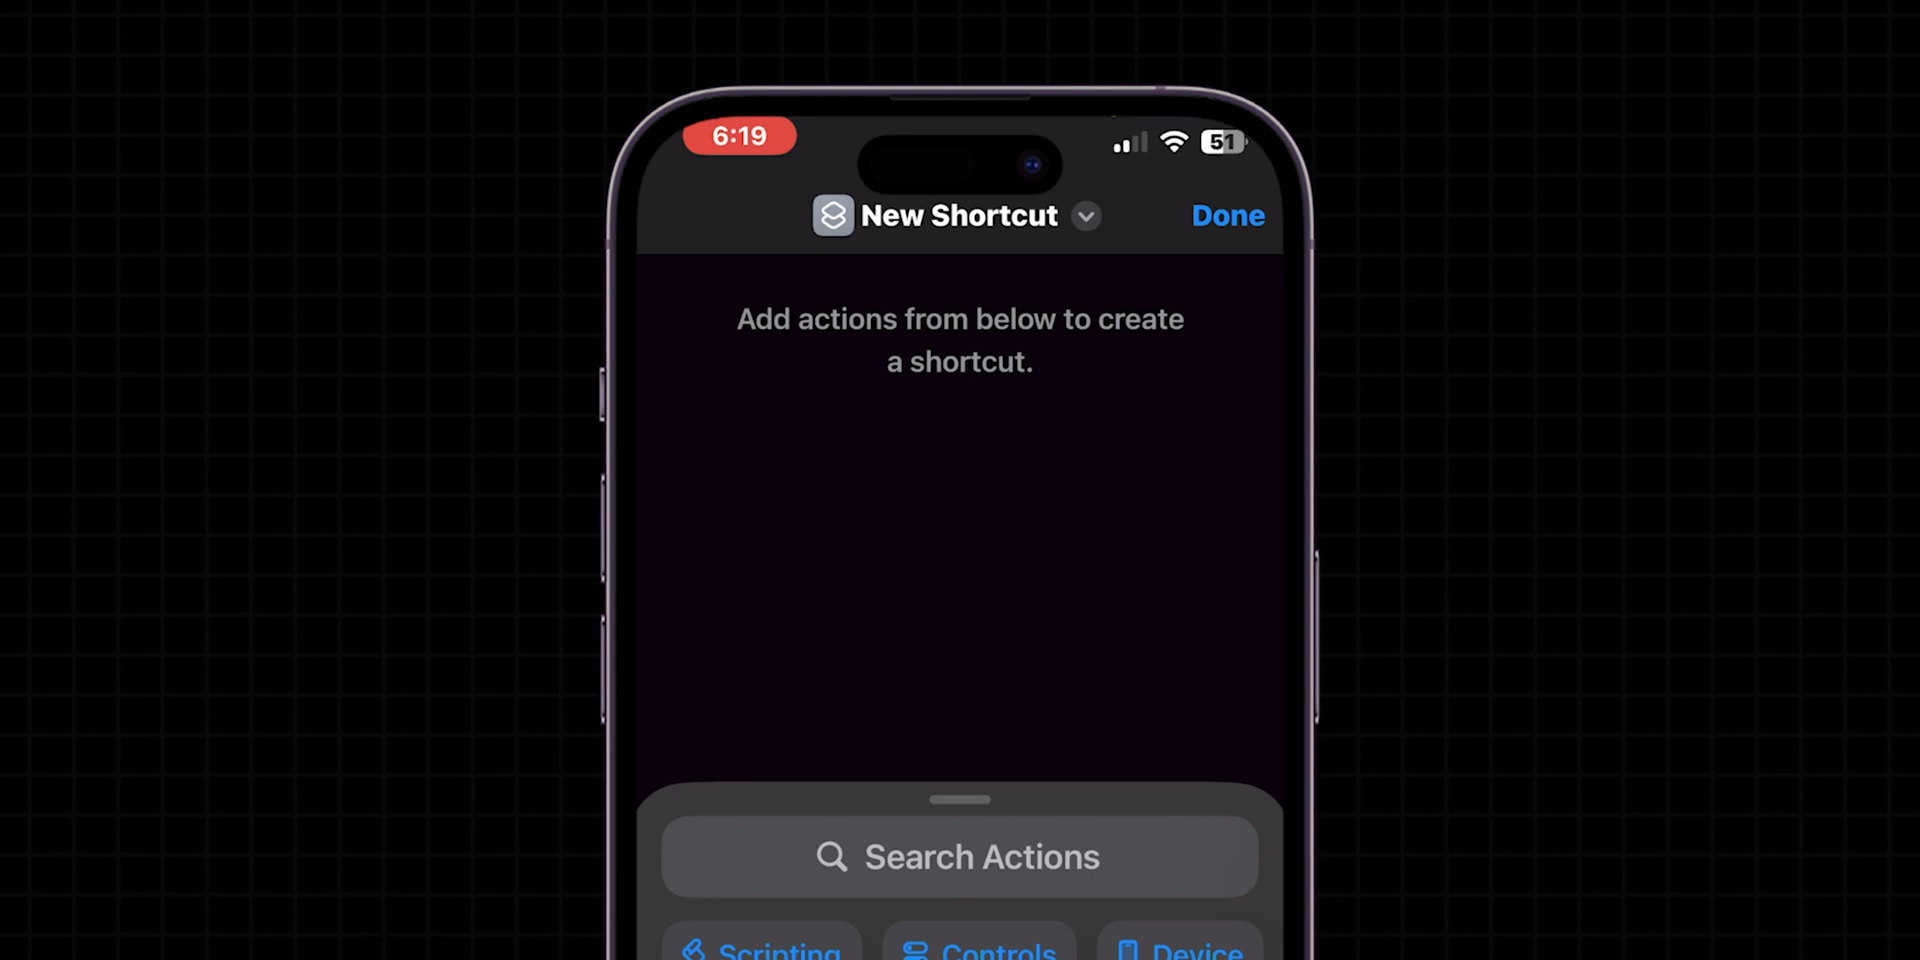 6:19
51
New Shortcut
Done
Add actions from below to create
a shortcut.
Search Actions
Scripting
Controls
Device